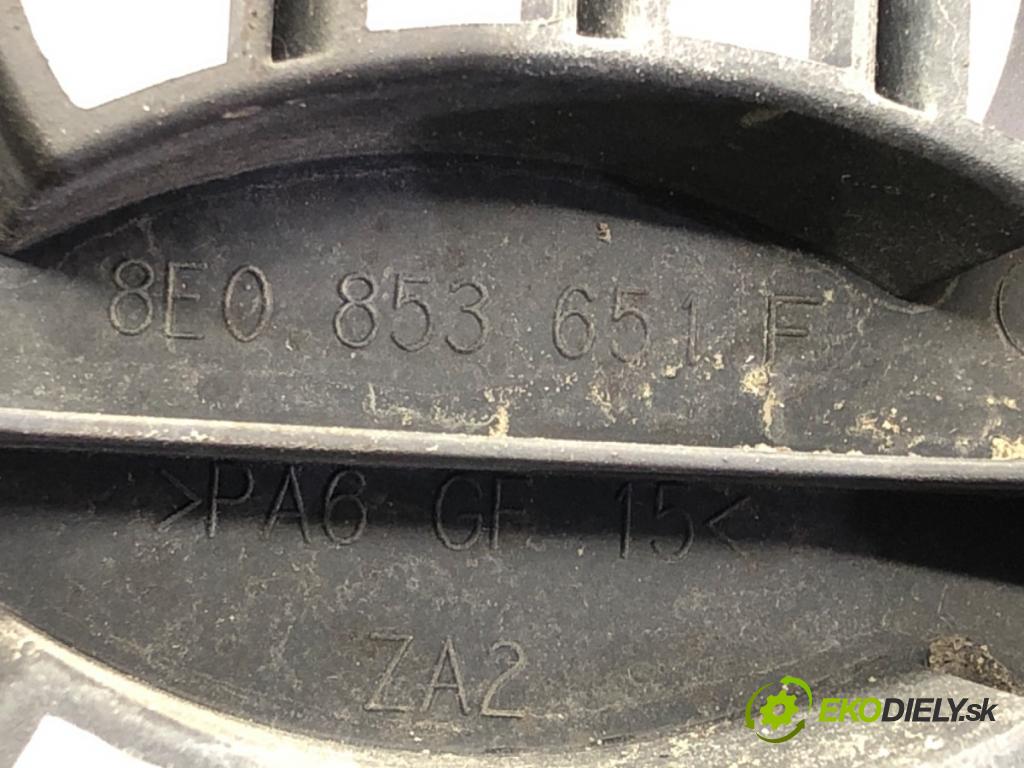 8E0 853 651 F
>PA6 GF 15<
ZA2
EKODIELY.sk